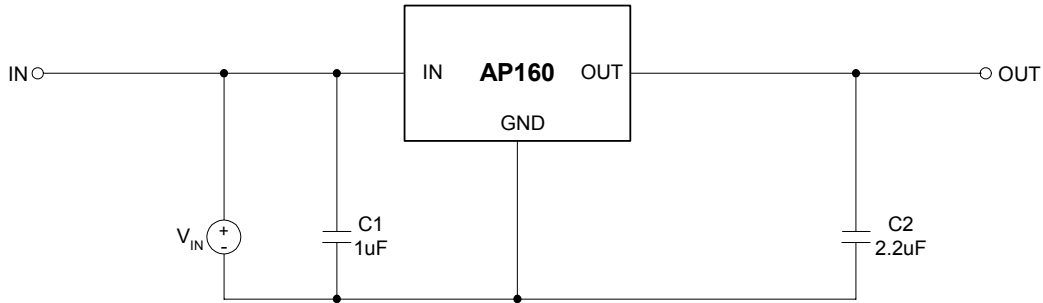 IN
IN AP160 OUT
OUT
GND
VIN
+
-
C1
1uF
C2
2.2uF